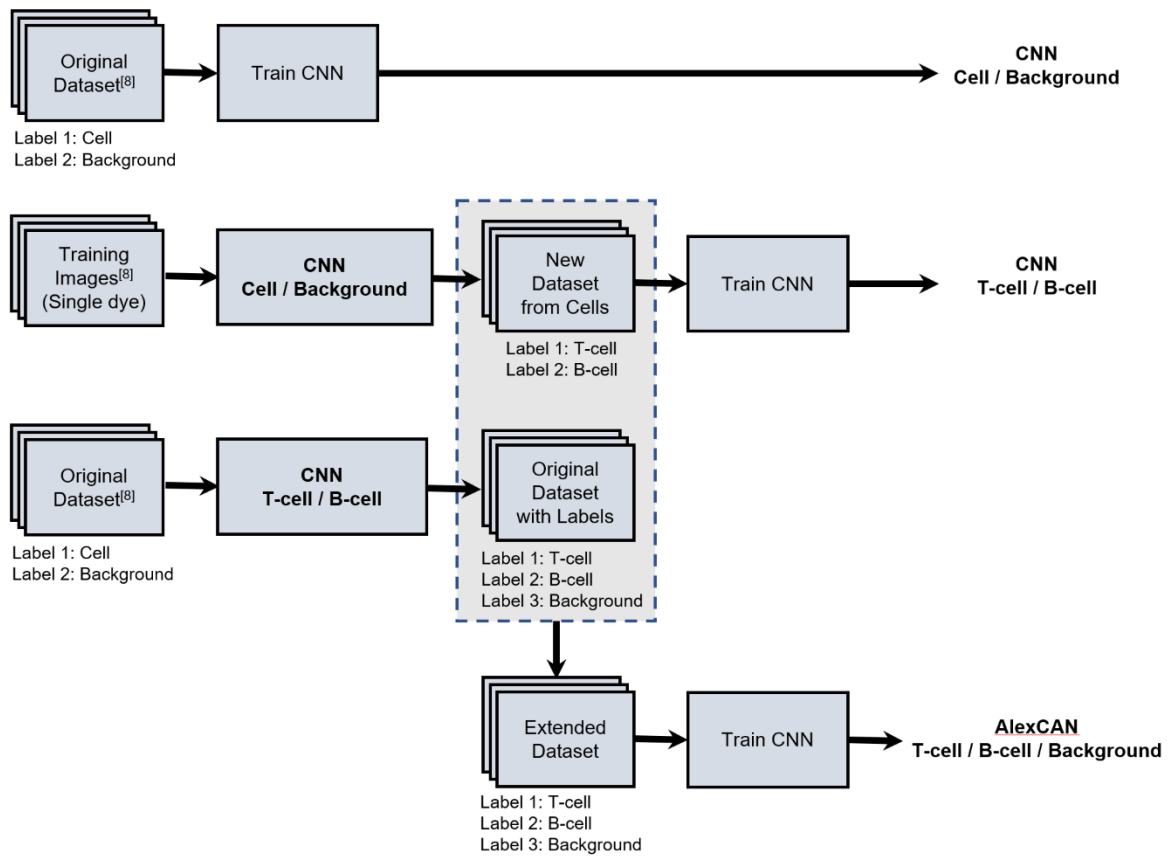 Original
Dataset[8]
Train CNN
CNN
Cell / Background
Label 1: Cell
Label 2: Background
Training
Images[8]
(Single dye)
CNN
Cell / Background
New
Dataset
from Cells
Train CNN
CNN
T-cell / B-cell
Label 1: T-cell
Label 2: B-cell
Original
Dataset[8]
CNN
T-cell / B-cell
Original
Dataset
with Labels
Label 1: Cell
Label 2: Background
Label 1: T-cell
Label 2: B-cell
Label 3: Background
Extended
Dataset
Train CNN
AlexCAN
T-cell / B-cell / Background
Label 1: T-cell
Label 2: B-cell
Label 3: Background